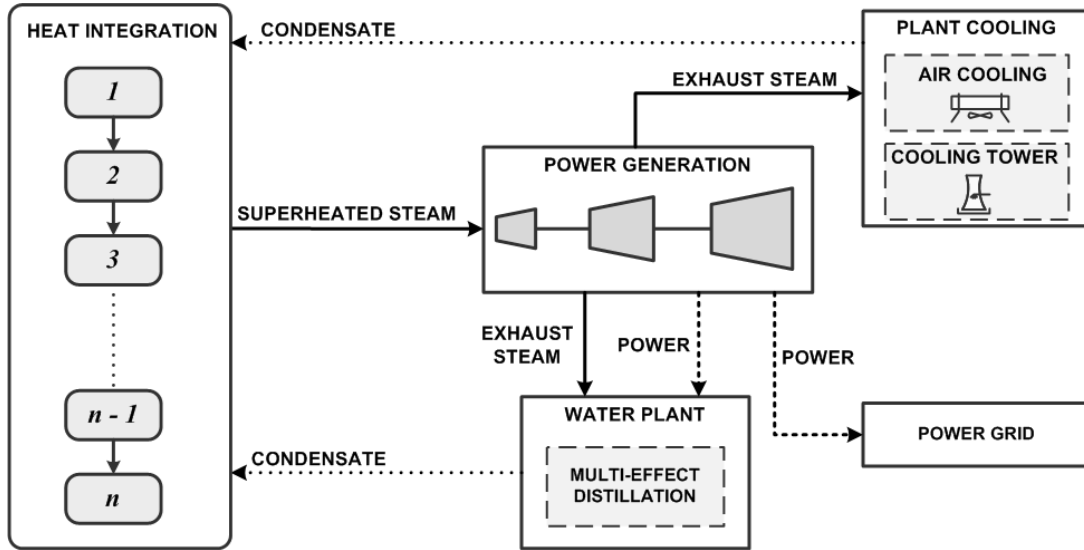 HEAT INTEGRATION
1
2
3
n - 1
n
CONDENSATE
SUPERHEATED STEAM
CONDENSATE
POWER GENERATION
EXHAUST STEAM
EXHAUST
STEAM
POWER
POWER
PLANT COOLING
AIR COOLING
COOLING TOWER
WATER PLANT
MULTI-EFFECT
DISTILLATION
POWER GRID